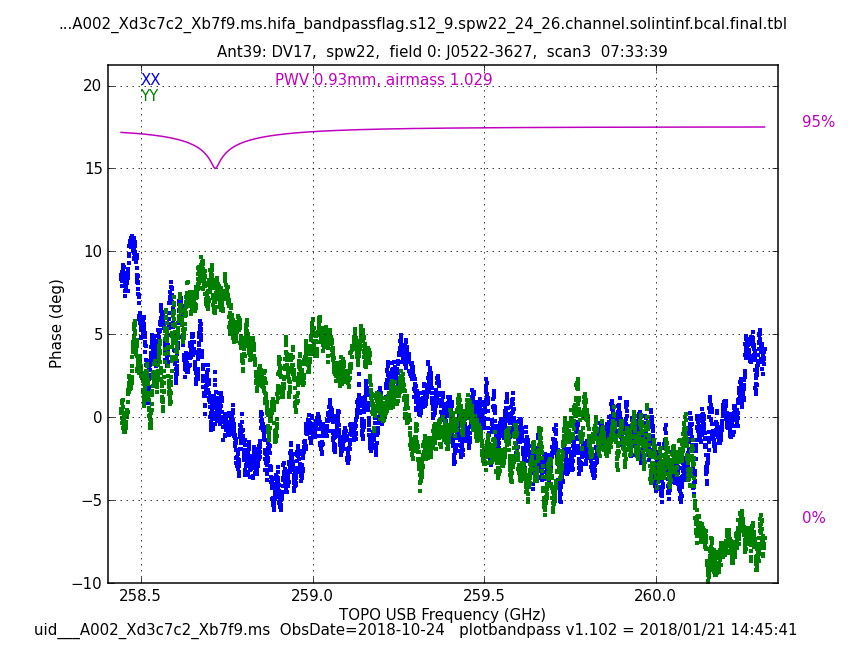 ...A002_Xd3c7c2_Xb7f9.ms.hifa_bandpassflag.s12_9.spw22_24_26.channel.solintinf.bcal.final.tbl
Ant39: DV17, spw22, field 0: J0522-3627, scan3 07:33:39
XX
YY
PWV 0.93mm, airmass 1.029
95%
0%
20
15
10
5
0
−5
−10
Phase (deg)
258.5 259.0 259.5 260.0
TOPO USB Frequency (GHz)
uid___A002_Xd3c7c2_Xb7f9.ms ObsDate=2018-10-24 plotbandpass v1.102 = 2018/01/21 14:45:41